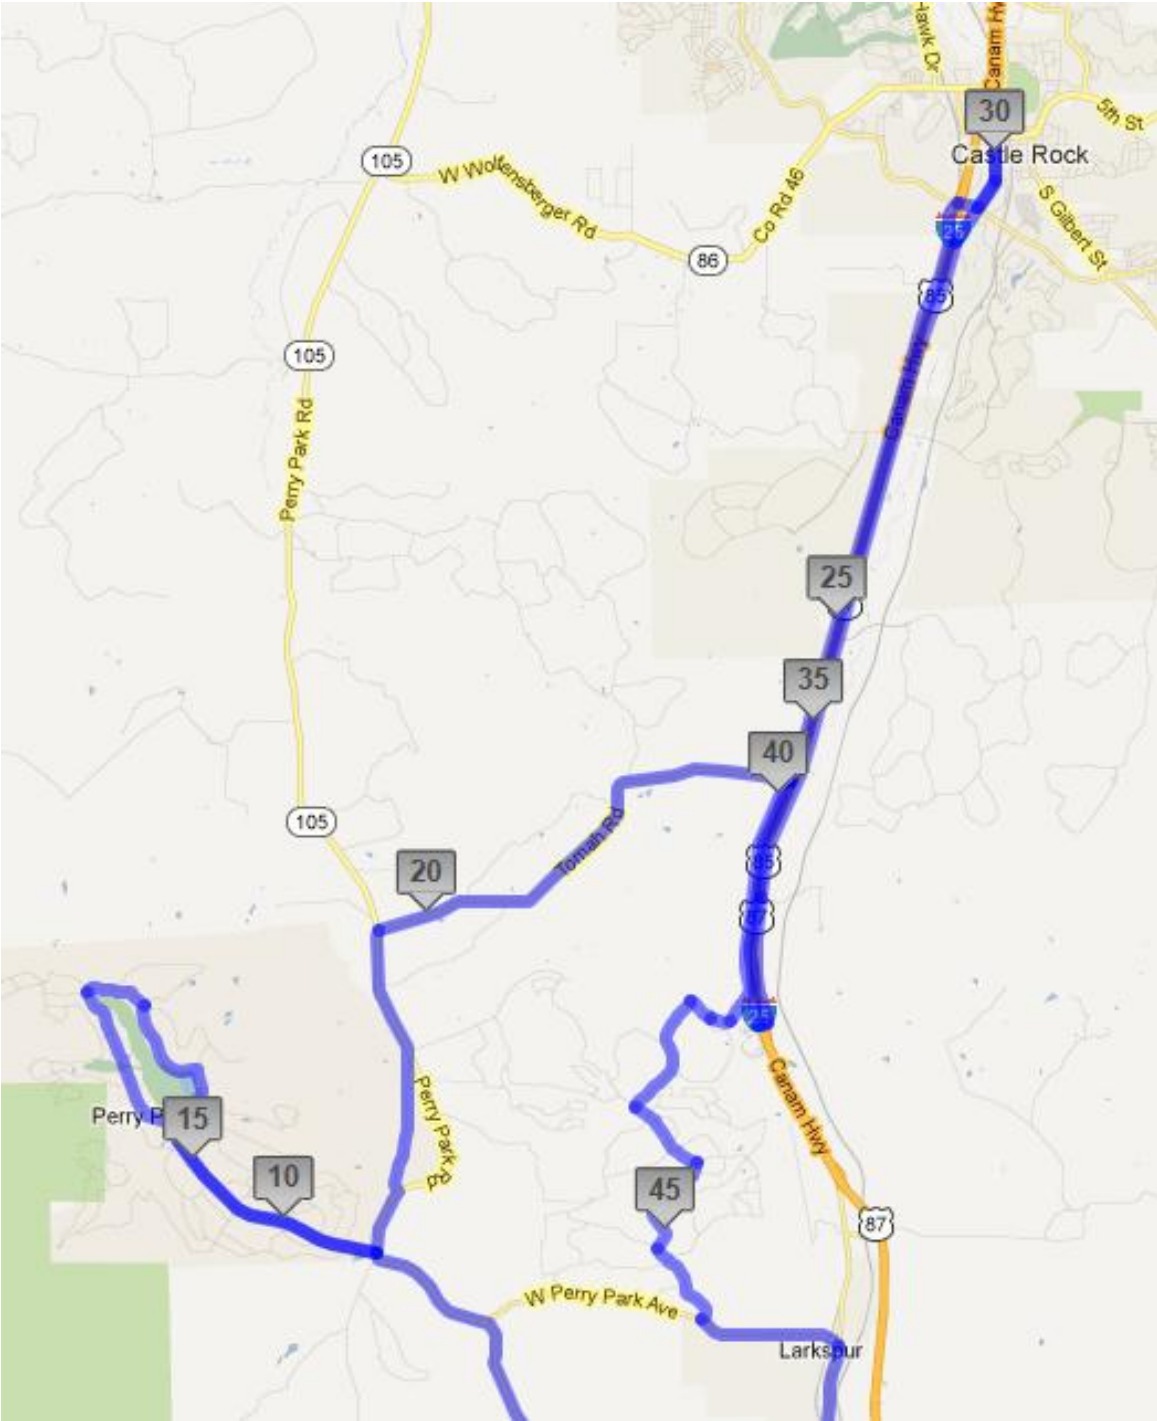 Hawk Dr
Canam Hw
30
5th St
105
W Wolfensberger Rd
Castle Rock
Co Rd 46
S Gilbert St
25
86
85
105
Canam Hwy
Perry Park Rd
25
35
40
105
Tomah Rd
85
20
87
25
Canam Hwy
Perry P
15
Perry Park Rd
10
45
87
W Perry Park Ave
Larkspur